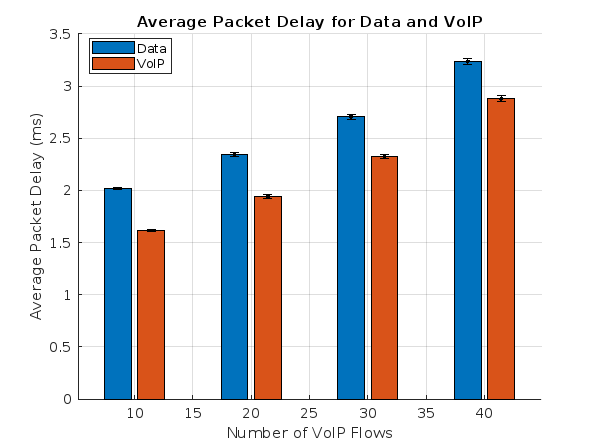 Average Packet Delay for Data and VoIP
3.5
3
2.5
2
1.5
1
0.5
0
Average Packet Delay (ms)
Data
VoIP
10 15 20 25 30 35 40
Number of VoIP Flows